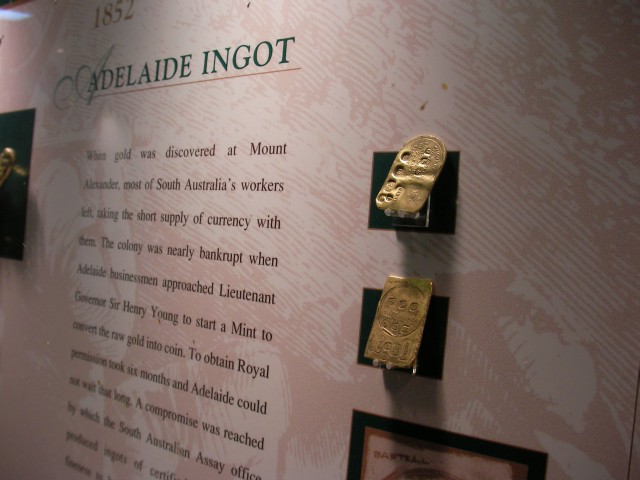 1852
ADELAIDE INGOT
When gold was discovered at Mount
Alexander, most of South Australia's workers
left, taking the short supply of currency with
them. The colony was nearly bankrupt when
Adelaide businessmen approached Lieutenant
Governor Sir Henry Young to start a Mint to
convert the raw gold into coin. To obtain Royal
permission took six months and Adelaide could
not wait that long. A compromise was reached
by which the South Australian Assay office
produced ingots of